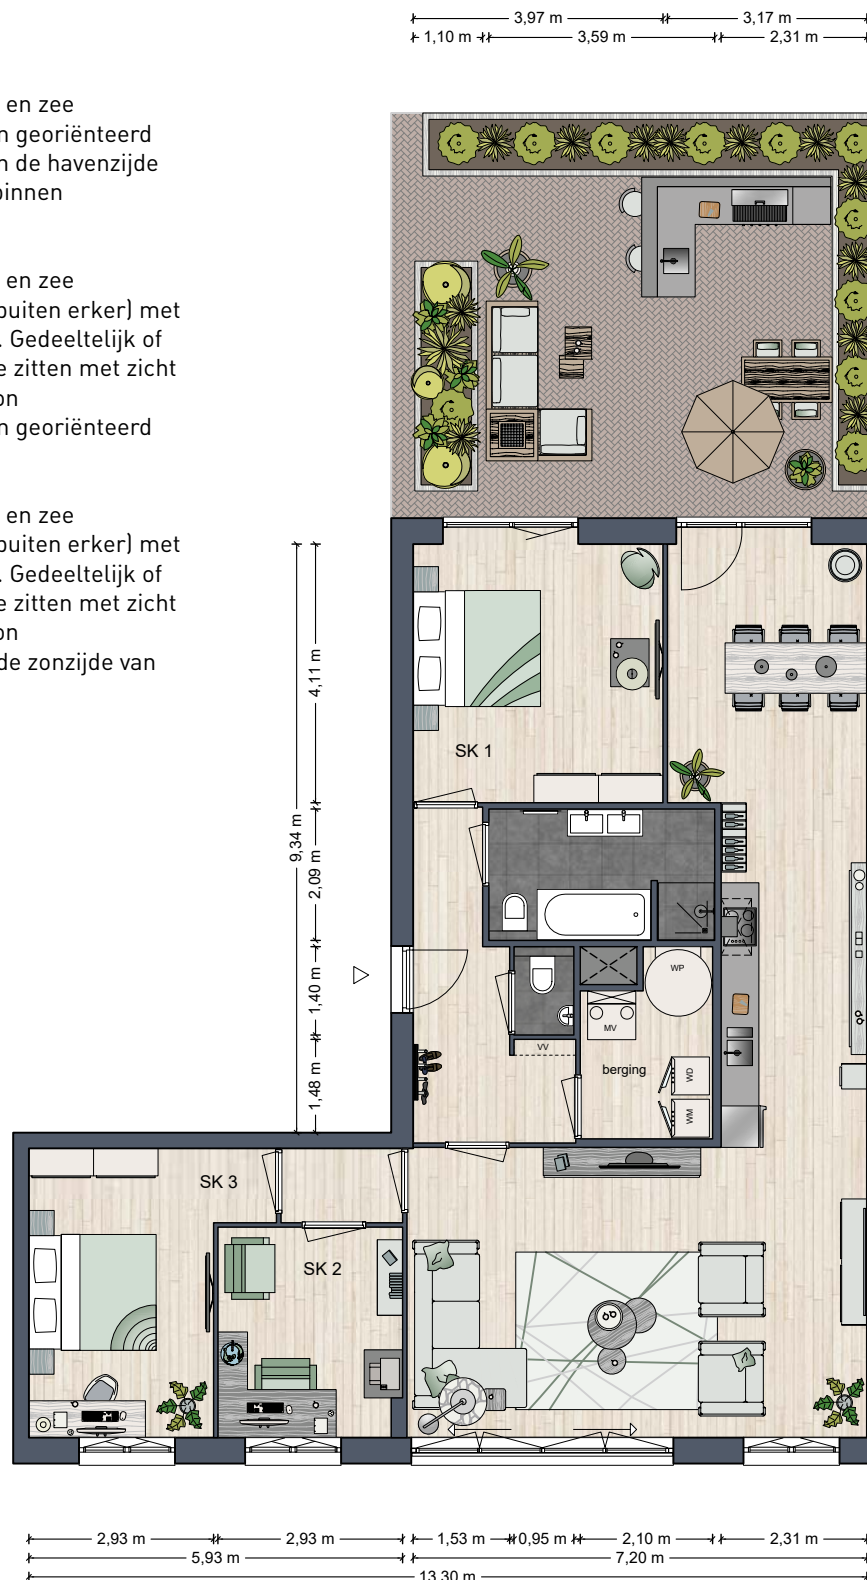 3,97 m 3,17 m
1,10 m 3,59 m 2,31 m
en zee
georiënteerd
de havenzijde
en zee
buiten erker) met
. Gedeeltelijk of
zitten met zicht
georiënteerd
en zee
buiten erker) met
. Gedeeltelijk of
zitten met zicht
de zonzijde van
4,11 m
SK 1
9,34 m
2,09 m
1,40 m
1,48 m
WP
MV
VV
berging
WD
WM
SK 3
SK 2
2,93 m 2,93 m 1,53 m 0,95 m 2,10 m 2,31 m
5,93 m 7,20 m
13,30 m